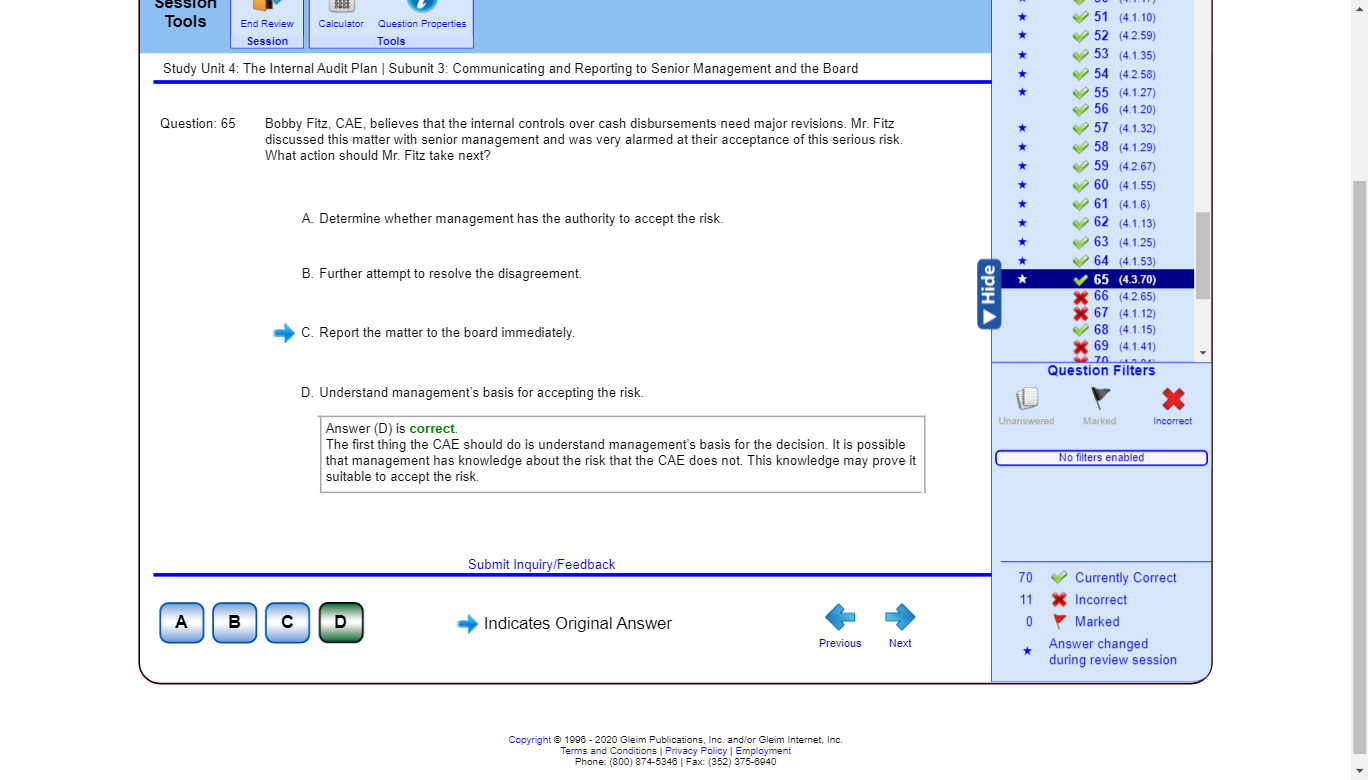 Session
Tools
End Review
Session
Calculator
Question Properties
Tools
Study Unit 4: The Internal Audit Plan | Subunit 3: Communicating and Reporting to Senior Management and the Board
Question: 65
Bobby Fitz, CAE, believes that the internal controls over cash disbursements need major revisions. Mr. Fitz
discussed this matter with senior management and was very alarmed at their acceptance of this serious risk.
What action should Mr. Fitz take next?
A. Determine whether management has the authority to accept the risk.
B. Further attempt to resolve the disagreement.
C. Report the matter to the board immediately.
D. Understand management's basis for accepting the risk.
Answer (D) is correct.
The first thing the CAE should do is understand management's basis for the decision. It is possible
that management has knowledge about the risk that the CAE does not. This knowledge may prove it
suitable to accept the risk.
Submit Inquiry/Feedback
A
B
C
D
Indicates Original Answer
Previous
Next
51 (4.1.10)
52 (4.2.59)
53 (4.1.35)
54 (4.2.58)
55 (4.1.27)
56 (4.1.20)
57 (4.1.32)
58 (4.1.29)
59 (4.2.67)
60 (4.1.55)
61 (4.1.6)
62 (4.1.13)
63 (4.1.25)
64 (4.1.53)
65 (4.3.70)
66 (4.2.65)
67 (4.1.12)
68 (4.1.15)
69 (4.1.41)
70
Hide
Question Filters
Unanswered
Marked
Incorrect
No filters enabled
70 Currently Correct
11 Incorrect
0 Marked
Answer changed
during review session
Copyright © 1996 - 2020 Gleim Publications, Inc. and/or Gleim Internet, Inc.
Terms and Conditions | Privacy Policy | Employment
Phone: (800) 874-5346 | Fax: (352) 375-6940